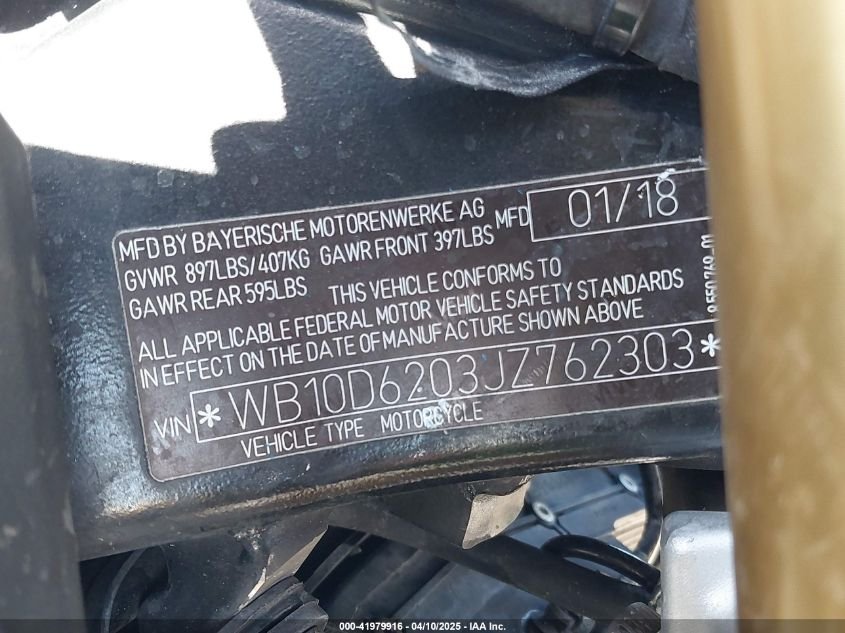 MFD BY BAYERISCHE MOTORENWERKE AG MFD 01/18
GVWR 897LBS/407KG GAWR FRONT 397LBS
GAWR REAR 595LBS THIS VEHICLE CONFORMS TO
ALL APPLICABLE FEDERAL MOTOR VEHICLE SAFETY STANDARDS
IN EFFECT ON THE DATE OF MANUFACTURE SHOWN ABOVE
VIN *WB10D6203JZ762303*
VEHICLE TYPE MOTORCYCLE
000-41979916 - 04/10/2025 - IAA Inc.